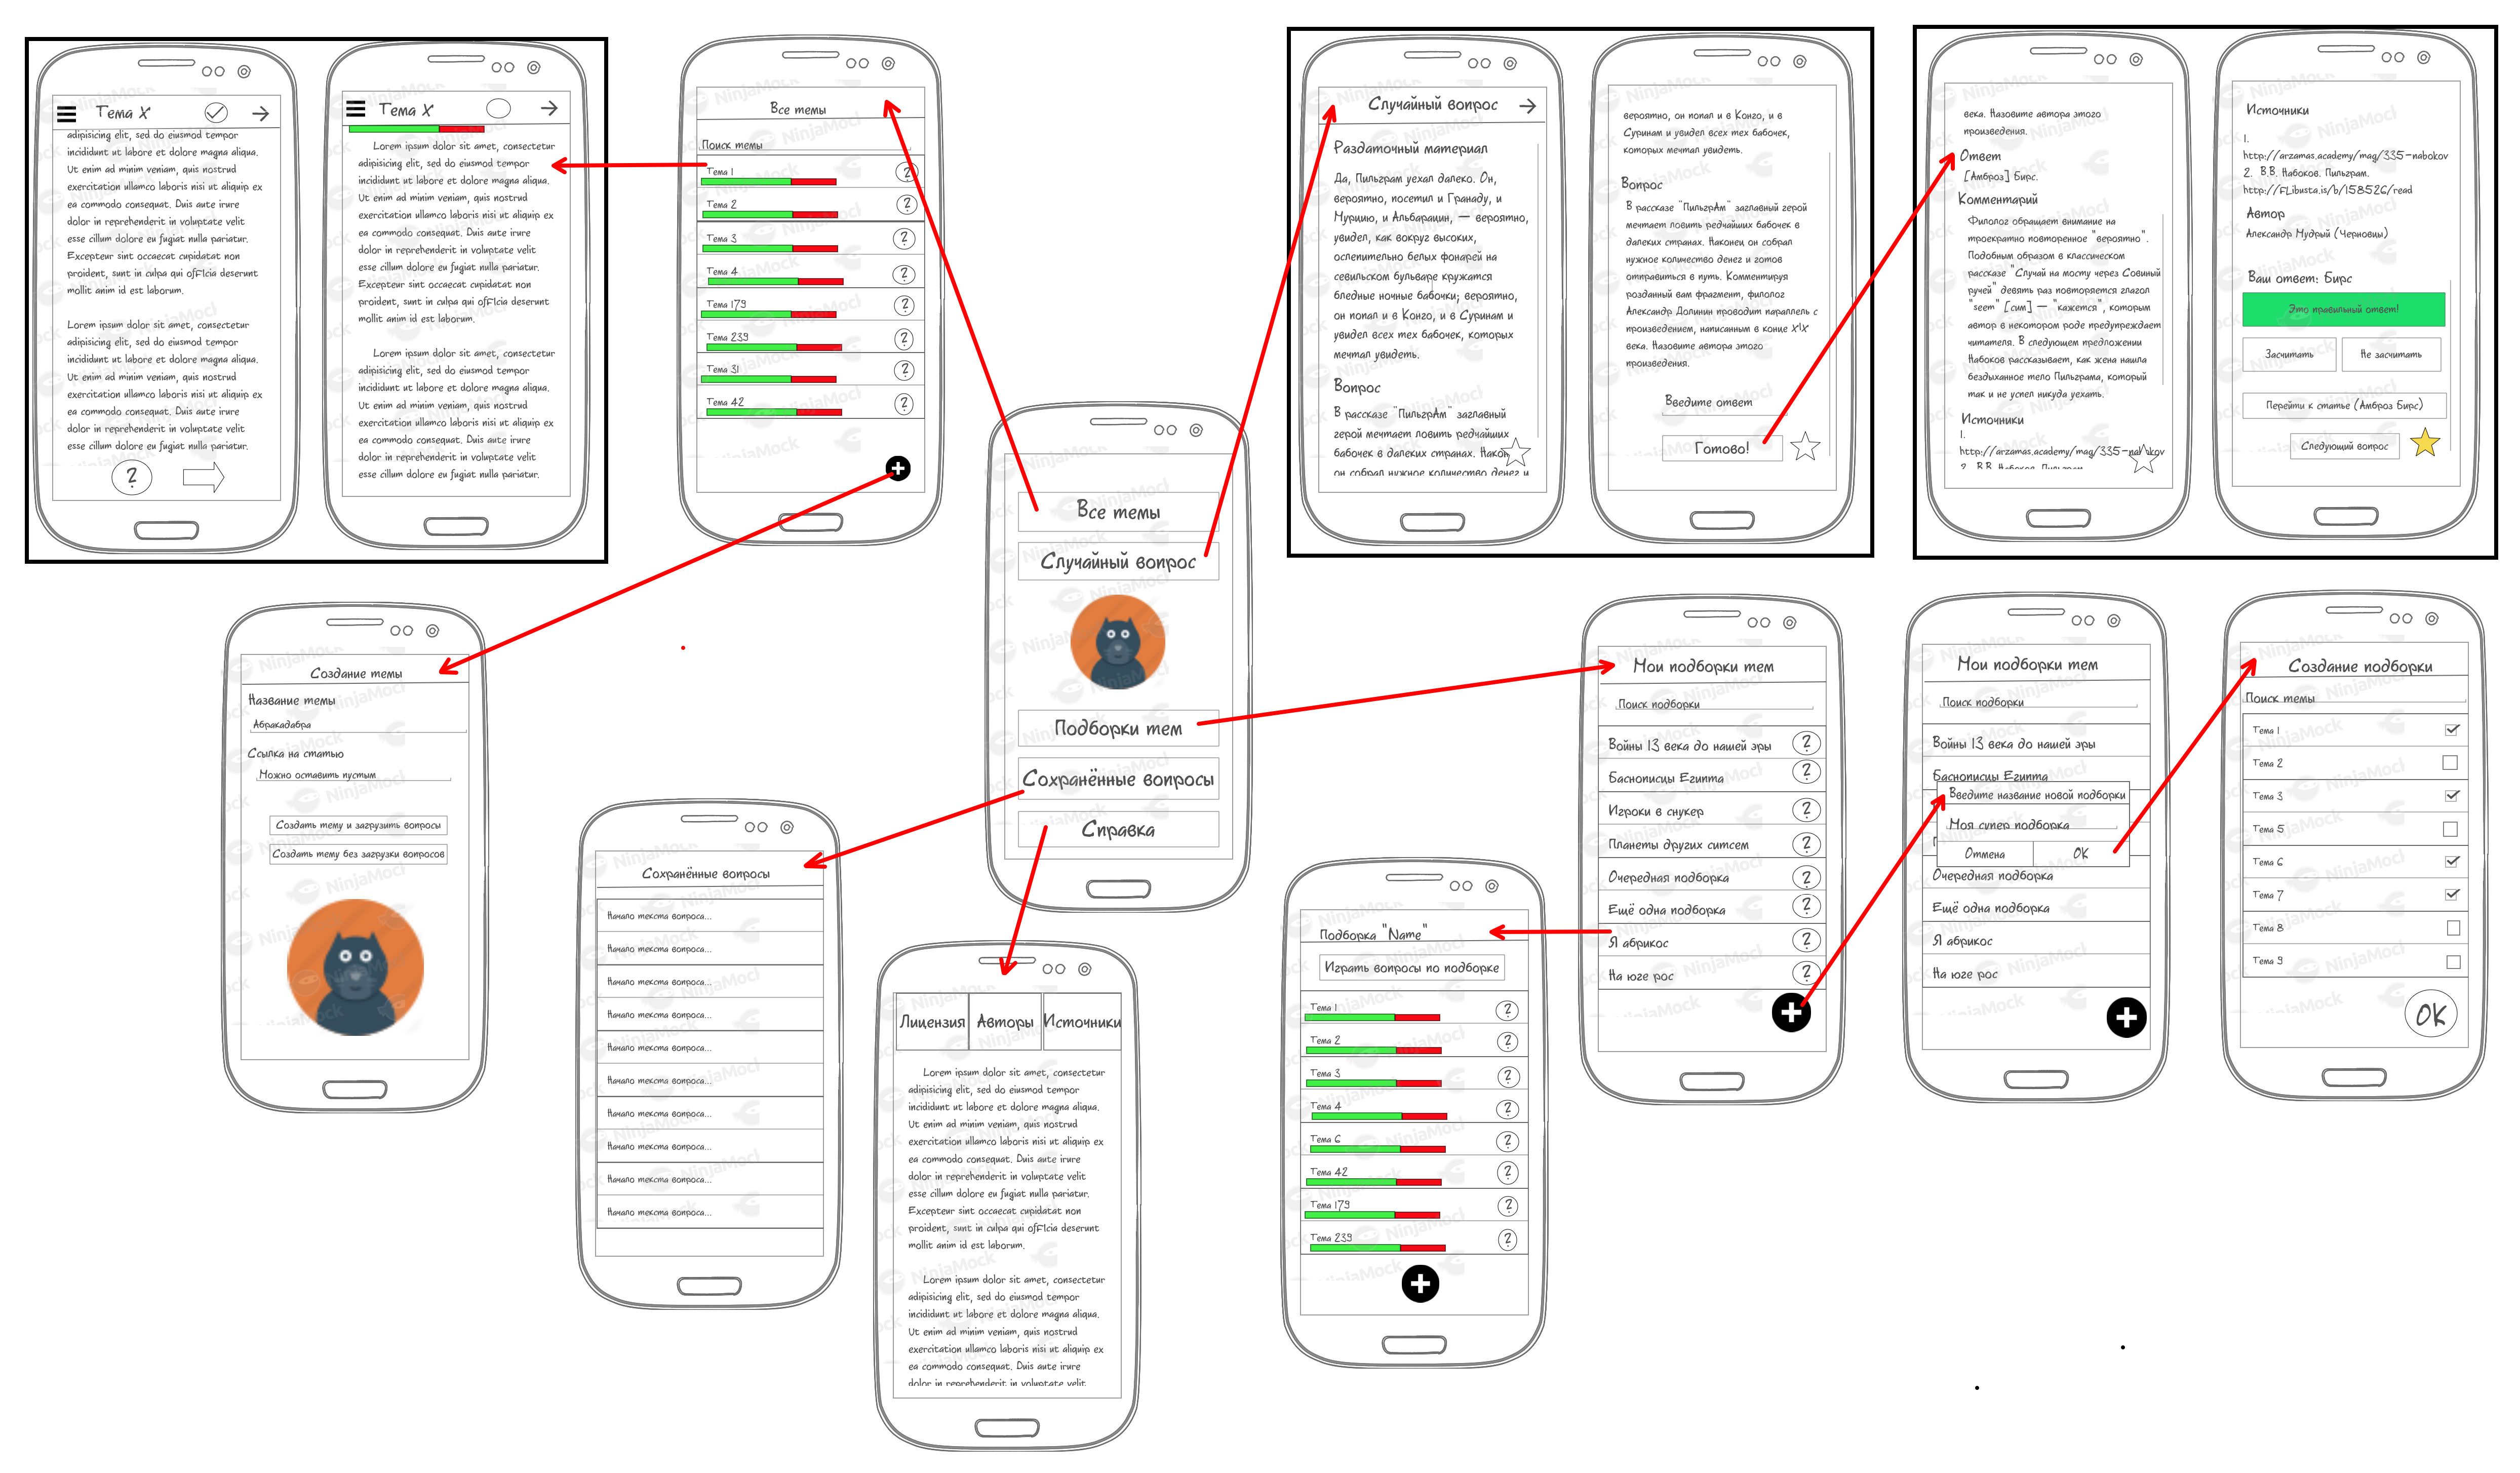 Тема X
adipisicing elit, sed do eiusmod tempor
incididunt ut labore et dolore magna aliqua.
Ut enim ad minim veniam, quis nostrud
exercitation ullamco laboris nisi ut aliquip ex
ea commodo consequat. Duis aute irure
dolor in reprehenderit in voluptate velit
esse cillum dolore eu fugiat nulla pariatur.
Excepteur sint occaecat cupidatat non
proident, sunt in culpa qui officia deserunt
mollit anim id est laborum.
Lorem ipsum dolor sit amet, consectetur
adipisicing elit, sed do eiusmod tempor
incididunt ut labore et dolore magna aliqua.
Ut enim ad minim veniam, quis nostrud
exercitation ullamco laboris nisi ut aliquip ex
ea commodo consequat. Duis aute irure
dolor in reprehenderit in voluptate velit
esse cillum dolore eu fugiat nulla pariatur.
?
Тема X
Lorem ipsum dolor sit amet, consectetur
adipisicing elit, sed do eiusmod tempor
incididunt ut labore et dolore magna aliqua.
Ut enim ad minim veniam, quis nostrud
exercitation ullamco laboris nisi ut aliquip ex
ea commodo consequat. Duis aute irure
dolor in reprehenderit in voluptate velit
esse cillum dolore eu fugiat nulla pariatur.
Excepteur sint occaecat cupidatat non
proident, sunt in culpa qui officia deserunt
mollit anim id est laborum.
Lorem ipsum dolor sit amet, consectetur
adipisicing elit, sed do eiusmod tempor
incididunt ut labore et dolore magna aliqua.
Ut enim ad minim veniam, quis nostrud
exercitation ullamco laboris nisi ut aliquip ex
ea commodo consequat. Duis aute irure
dolor in reprehenderit in voluptate velit
esse cillum dolore eu fugiat nulla pariatur.
Все темы
Поиск темы
Тема 1 ?
Тема 2 ?
Тема 3 ?
Тема 4 ?
Тема 179 ?
Тема 239 ?
Тема 31 ?
Тема 42 ?
Все темы
Случайный вопрос
Подборки тем
Сохранённые вопросы
Справка
Случайный вопрос
Раздаточный материал
Да, Пильграм уехал далеко. Он,
вероятно, посетил и Гранаду, и
Мурцию, и Альбарацин, — вероятно,
увидел, как вокруг высоких,
ослепительно белых фонарей на
севильском бульваре кружатся
бледные ночные бабочки; вероятно,
он попал и в Конго, и в Суринам и
увидел всех тех бабочек, которых
мечтал увидеть.
Вопрос
В рассказе "ПильгрАм" заглавный
герой мечтает ловить редчайших
бабочек в далеких странах. Након
он собрал нужное количество денег и
вероятно, он попал и в Конго, и в
Суринам и увидел всех тех бабочек,
которых мечтал увидеть.
Вопрос
В рассказе "ПильгрАм" заглавный герой
мечтает ловить редчайших бабочек в
далеких странах. Наконец он собрал
нужное количество денег и готов
отправиться в путь. Комментируя
розданный вам фрагмент, филолог
Александр Долинин проводит параллель с
произведением, написанным в конце XIX
века. Назовите автора этого
произведения.
Введите ответ
Готово!
века. Назовите автора этого
произведения.
Ответ
[Амброз] Бирс.
Комментарий
Филолог обращает внимание на
троекратно повторенное "вероятно".
Подобным образом в классическом
рассказе "Случай на мосту через Совиный
ручей" девять раз повторяется глагол
"seem" [сим] — "кажется", которым
автор в некотором роде предупреждает
читателя. В следующем предложении
Набоков рассказывает, как жена нашла
бездыханное тело Пильграма, который
так и не успел никуда уехать.
Источники
1.
http://arzamas.academy/mag/335-nabokov
2. В.В. Набоков. Пильграм.
Источники
1.
http://arzamas.academy/mag/335-nabokov
2. В.В. Набоков. Пильграм.
http://FLibusta.is/b/158526/read
Автор
Александр Мудрый (Черновцы)
Ваш ответ: Бирс
Это правильный ответ!
Засчитать
Не засчитать
Перейти к статье (Амброз Бирс)
Следующий вопрос
Создание темы
Название темы
Абракадабра
Ссылка на статью
Можно оставить пустым
Создать тему и загрузить вопросы
Создать тему без загрузки вопросов
Сохранённые вопросы
Начало текста вопроса...
Начало текста вопроса...
Начало текста вопроса...
Начало текста вопроса...
Начало текста вопроса...
Начало текста вопроса...
Начало текста вопроса...
Начало текста вопроса...
Начало текста вопроса...
Начало текста вопроса...
Лицензия Авторы Источники
Lorem ipsum dolor sit amet, consectetur
adipisicing elit, sed do eiusmod tempor
incididunt ut labore et dolore magna aliqua.
Ut enim ad minim veniam, quis nostrud
exercitation ullamco laboris nisi ut aliquip ex
ea commodo consequat. Duis aute irure
dolor in reprehenderit in voluptate velit
esse cillum dolore eu fugiat nulla pariatur.
Excepteur sint occaecat cupidatat non
proident, sunt in culpa qui officia deserunt
mollit anim id est laborum.
Lorem ipsum dolor sit amet, consectetur
adipisicing elit, sed do eiusmod tempor
incididunt ut labore et dolore magna aliqua.
Ut enim ad minim veniam, quis nostrud
exercitation ullamco laboris nisi ut aliquip ex
ea commodo consequat. Duis aute irure
dolor in reprehenderit in voluptate velit
Подборка "Name"
Играть вопросы по подборке
Тема 1 ?
Тема 2 ?
Тема 3 ?
Тема 4 ?
Тема 6 ?
Тема 42 ?
Тема 179 ?
Тема 239 ?
Мои подборки тем
Поиск подборки
Войны 13 века до нашей эры ?
Баснописцы Египта ?
Игроки в снукер ?
Планеты других ситсем ?
Очередная подборка ?
Ещё одна подборка ?
Я абрикос ?
На юге рос ?
Мои подборки тем
Поиск подборки
Войны 13 века до нашей эры
Баснописцы Египта
Введите название новой подборки
Моя супер подборка
Отмена
ОК
Очередная подборка
Ещё одна подборка
Я абрикос
На юге рос
Создание подборки
Поиск темы
Тема 1
Тема 2
Тема 3
Тема 5
Тема 6
Тема 7
Тема 8
Тема 9
ОК